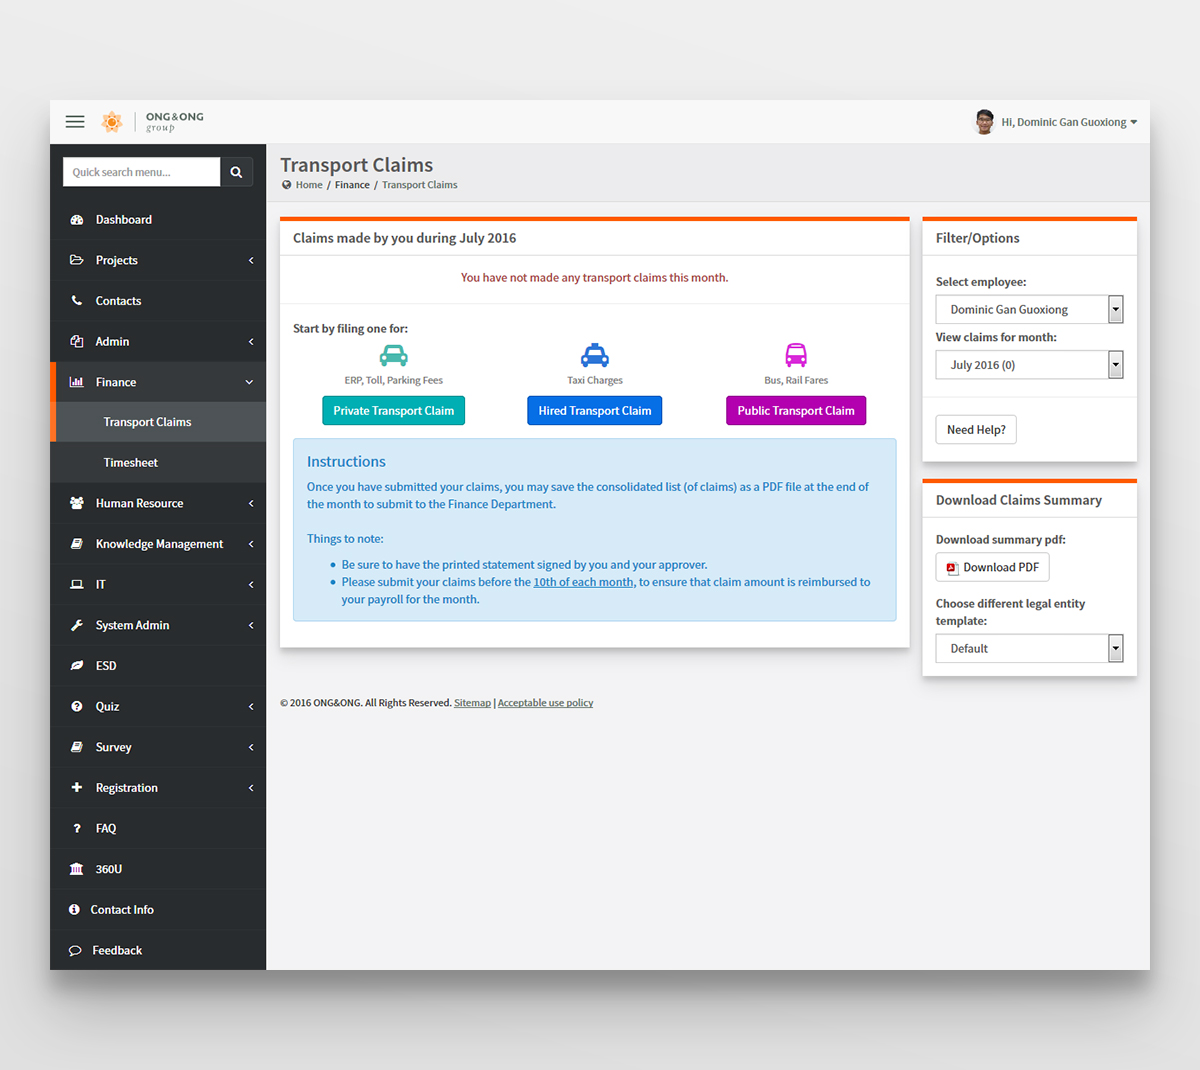 ONG&ONG
group
Hi, Dominic Gan Guoxiong
Quick search menu...
Dashboard
Projects
Contacts
Admin
Finance
Transport Claims
Timesheet
Human Resource
Knowledge Management
IT
System Admin
ESD
Quiz
Survey
Registration
FAQ
360U
Contact Info
Feedback
Transport Claims
Home / Finance / Transport Claims
Claims made by you during July 2016
You have not made any transport claims this month.
Start by filing one for:
ERP, Toll, Parking Fees
Taxi Charges
Bus, Rail Fares
Private Transport Claim
Hired Transport Claim
Public Transport Claim
Instructions
Once you have submitted your claims, you may save the consolidated list (of claims) as a PDF file at the end of
the month to submit to the Finance Department.
Things to note:
• Be sure to have the printed statement signed by you and your approver.
• Please submit your claims before the 10th of each month, to ensure that claim amount is reimbursed to
your payroll for the month.
Filter/Options
Select employee:
Dominic Gan Guoxiong
View claims for month:
July 2016 (0)
Need Help?
Download Claims Summary
Download summary pdf:
Download PDF
Choose different legal entity
template:
Default
© 2016 ONG&ONG. All Rights Reserved. Sitemap | Acceptable use policy